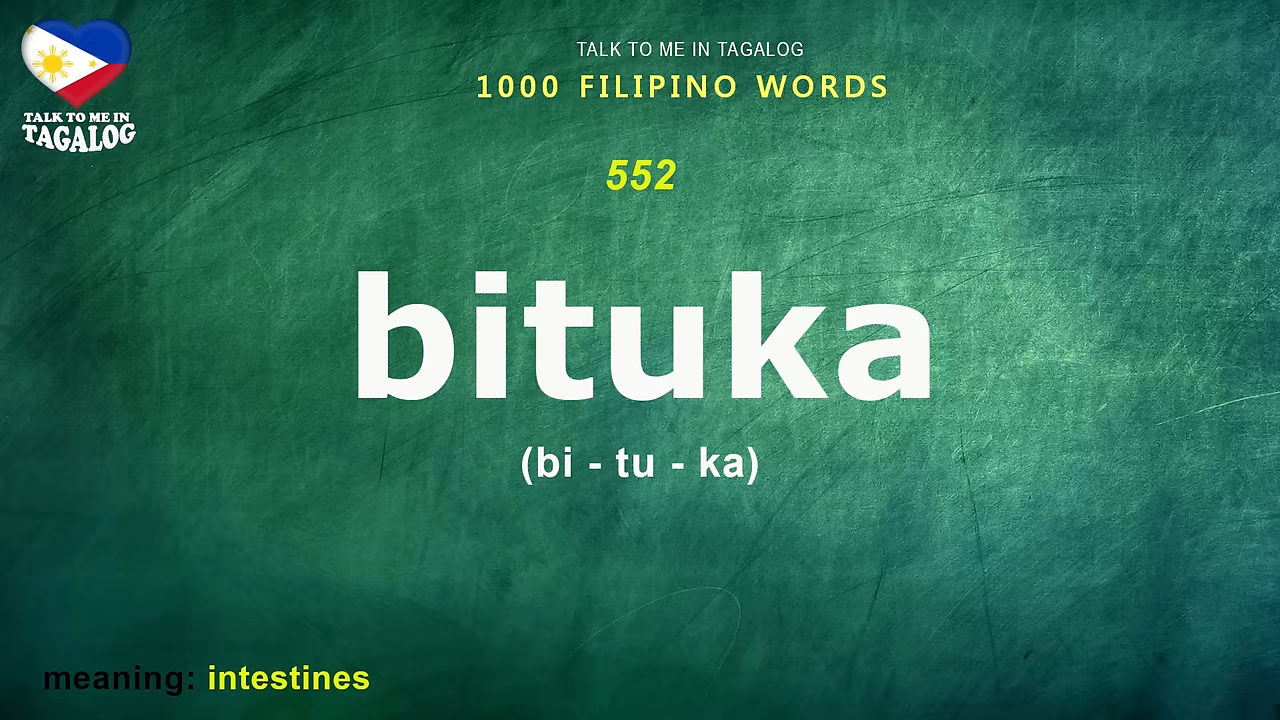 TALK TO ME IN
TAGALOG
TALK TO ME IN TAGALOG
1000 FILIPINO WORDS
552
bituka
(bi - tu - ka)
meaning: intestines